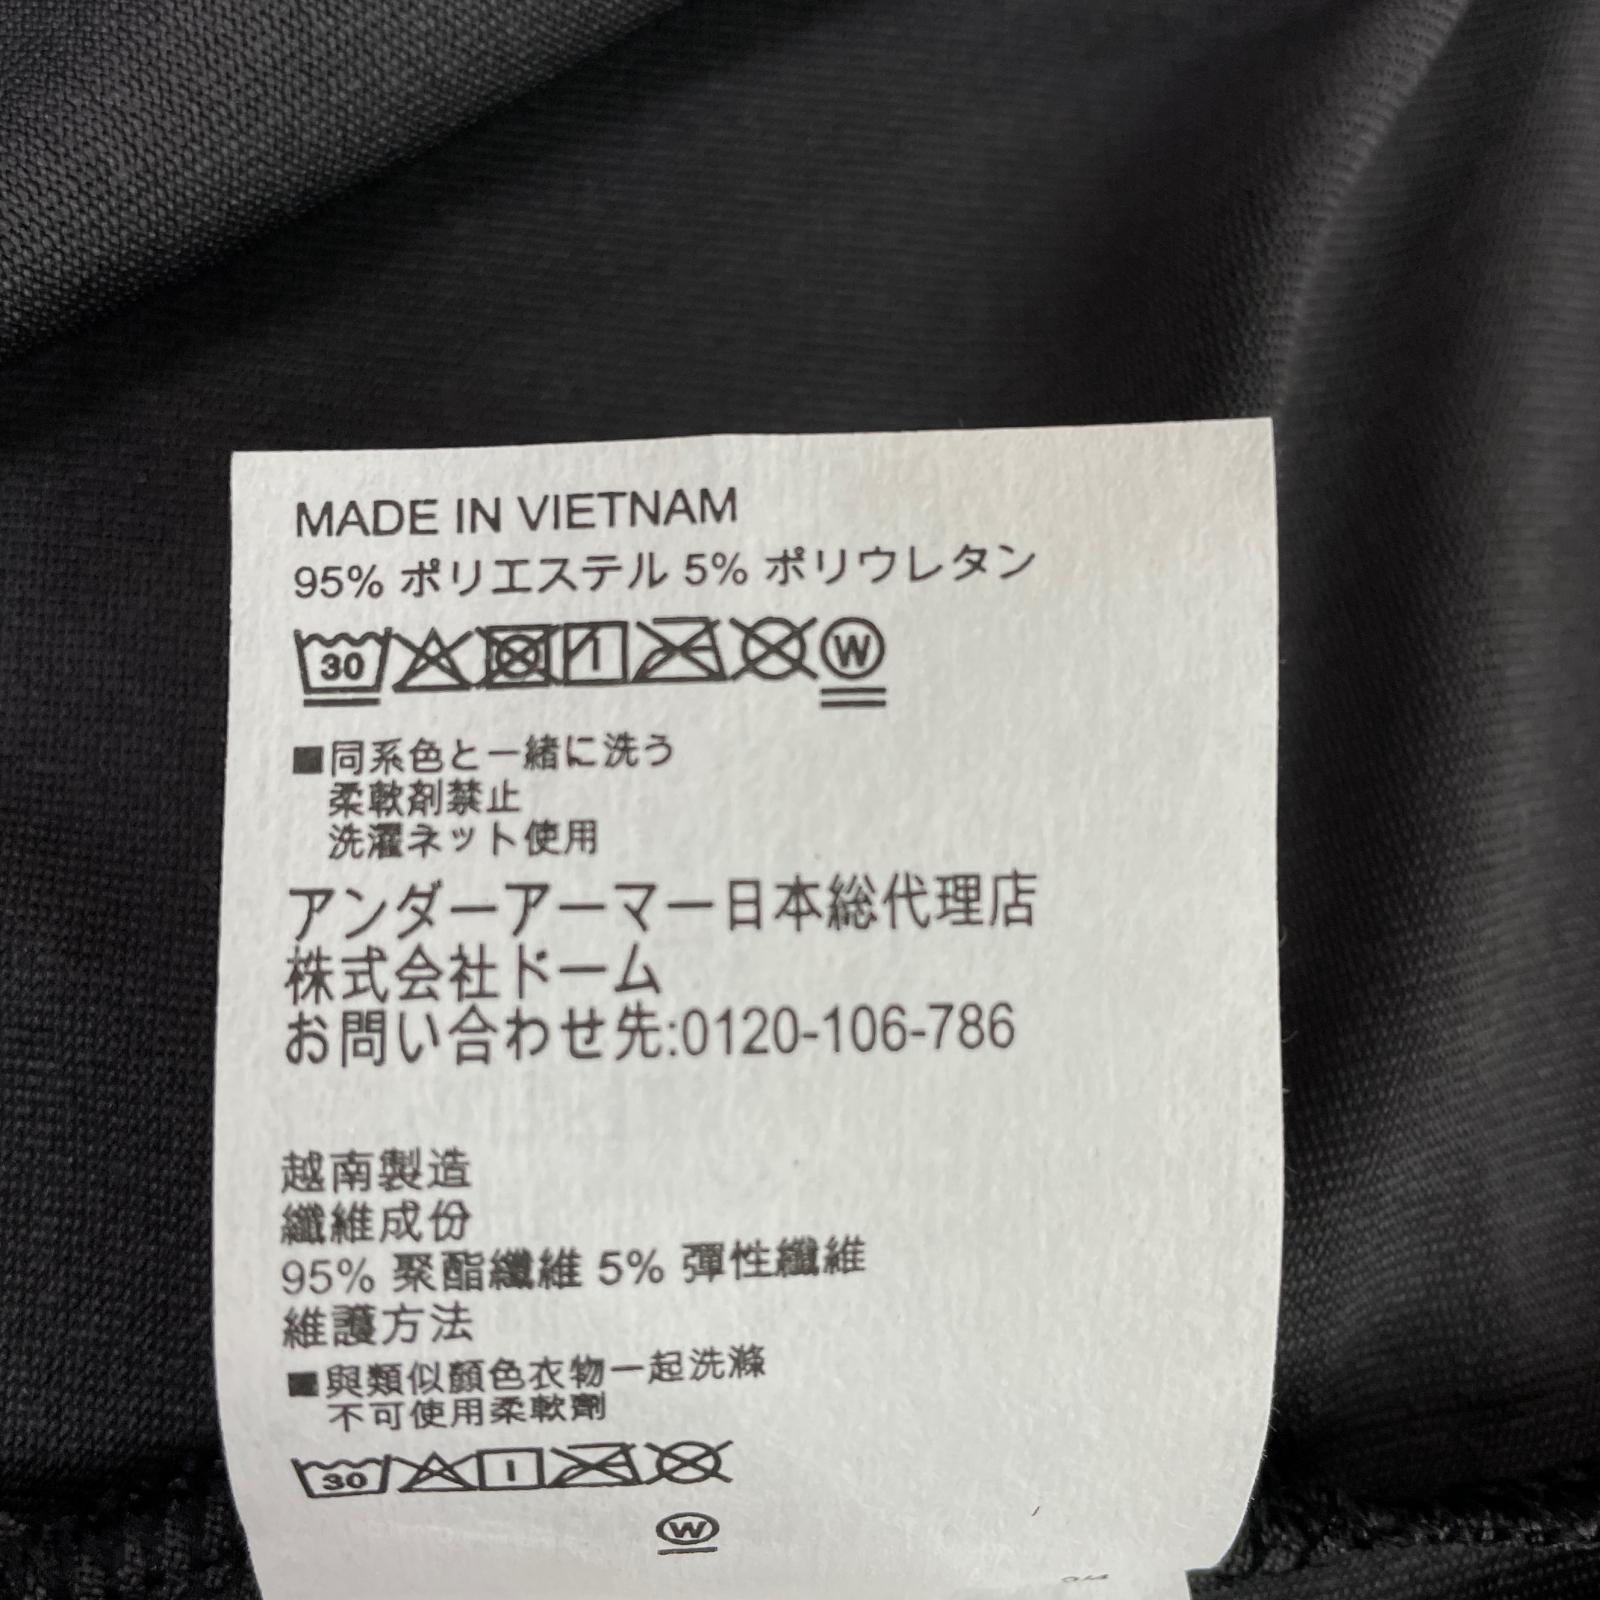 MADE IN VIETNAM
95% ポリエステル 5% ポリウレタン
30 W
■同系色と一緒に洗う
柔軟剤禁止
洗濯ネット使用
アンダーアーマー日本総代理店
株式会社ドーム
お問い合わせ先:0120-106-786
越南製造
纖維成份
95% 聚酯纖維 5% 彈性纖維
維護方法
■與類似顏色衣物一起洗滌
不可使用柔軟劑
30
W